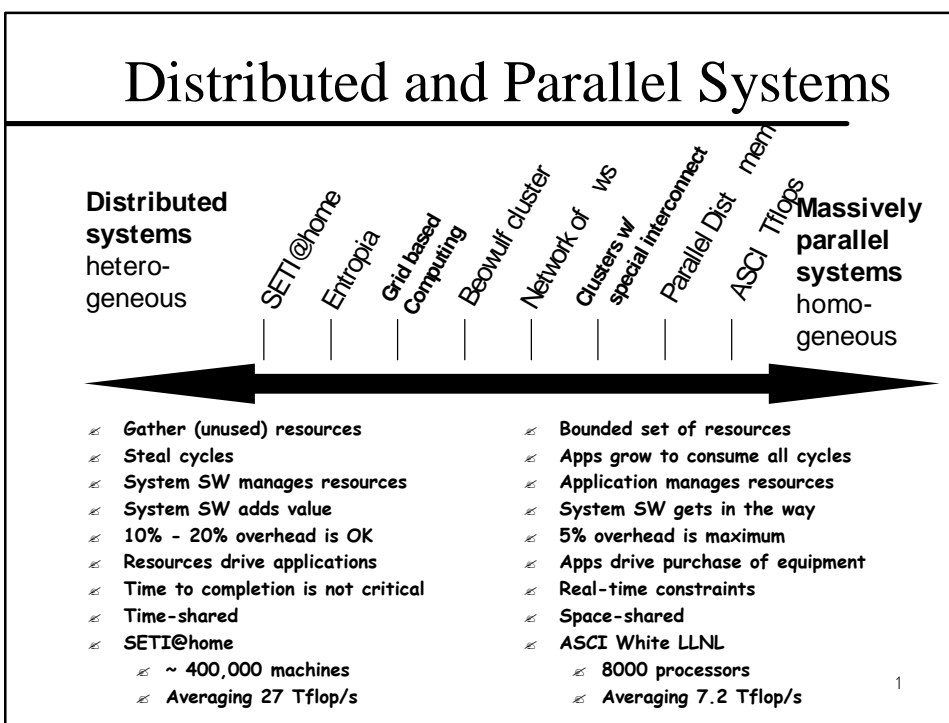 Distributed and Parallel Systems
Distributed
systems
hetero-
geneous
SETI@home
Entropia
Grid based
Computing
Beowulf cluster
Network of ws
Clusters w/
special interconnect
Parallel Dist mem
ASCI Tflops
Massively
parallel
systems
homo-
geneous
Gather (unused) resources
Steal cycles
System SW manages resources
System SW adds value
10% - 20% overhead is OK
Resources drive applications
Time to completion is not critical
Time-shared
SETI@home
~ 400,000 machines
Averaging 27 Tflop/s
Bounded set of resources
Apps grow to consume all cycles
Application manages resources
System SW gets in the way
5% overhead is maximum
Apps drive purchase of equipment
Real-time constraints
Space-shared
ASCI White LLNL
8000 processors
Averaging 7.2 Tflop/s
1